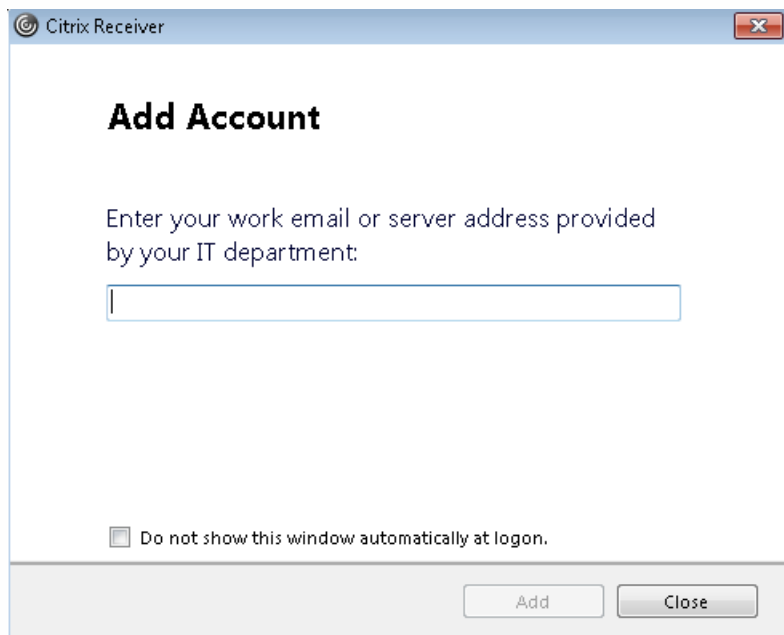 Citrix Receiver
Add Account
Enter your work email or server address provided
by your IT department:
Do not show this window automatically at logon.
Add
Close